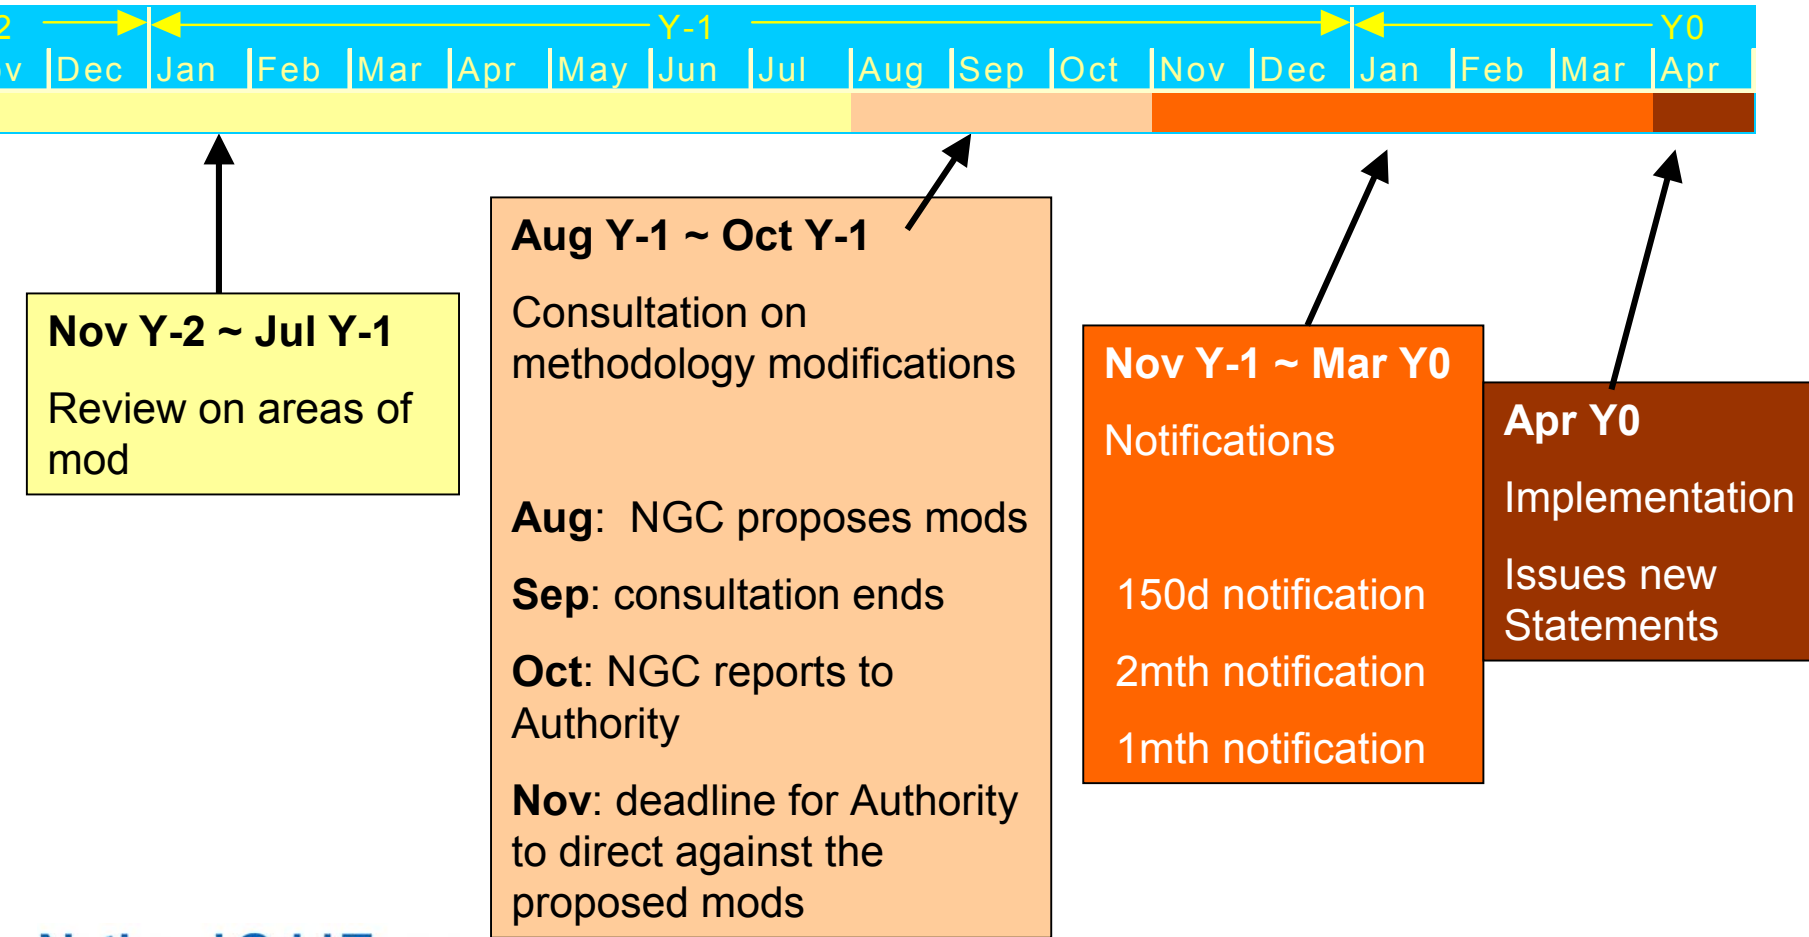 2 Y-1 Y0
ov Dec Jan Feb Mar Apr May Jun Jul Aug Sep Oct Nov Dec Jan Feb Mar Apr
Nov Y-2 ~ Jul Y-1
Review on areas of
mod
Aug Y-1 ~ Oct Y-1
Consultation on
methodology modifications
Aug: NGC proposes mods
Sep: consultation ends
Oct: NGC reports to
Authority
Nov: deadline for Authority
to direct against the
proposed mods
Nov Y-1 ~ Mar Y0
Notifications
150d notification
2mth notification
1mth notification
Apr Y0
Implementation
Issues new
Statements